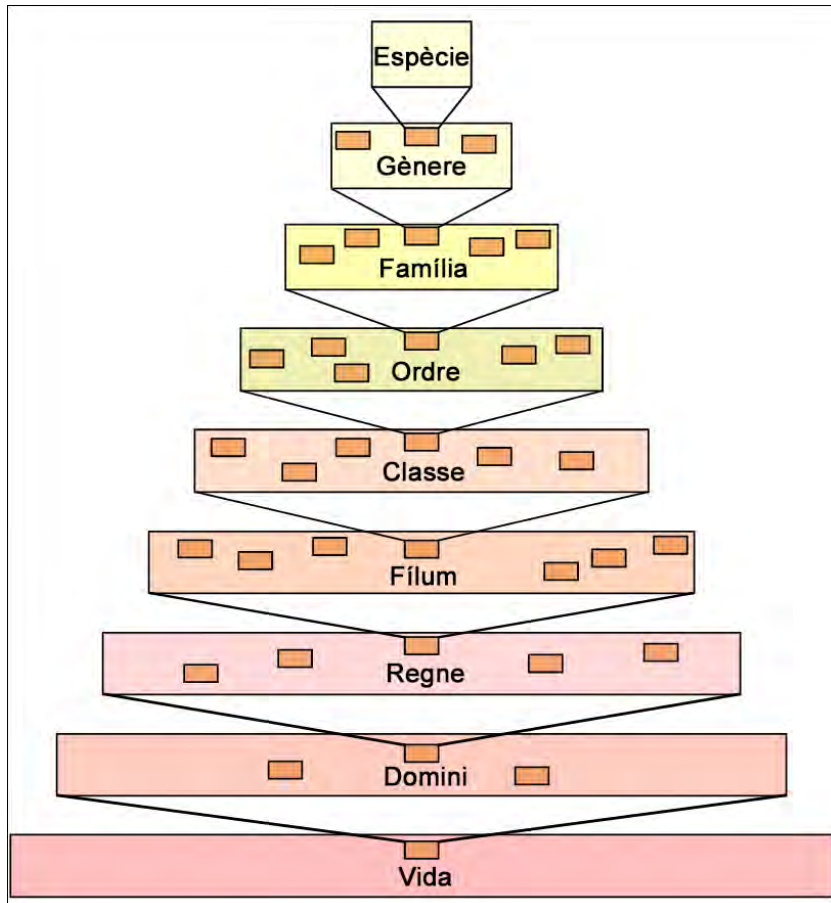 Espècie
Gènere
Família
Ordre
Classe
Fílum
Regne
Domini
Vida